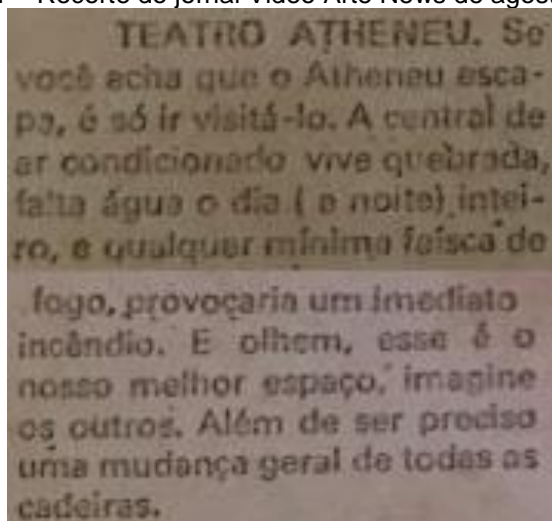 Recorte do jornal Vídeo Arte News de agos
TEATRO ATHENEU. Se
você acha que o Atheneu esca-
pa, é só ir visitá-lo. A central de
ar condicionado vive quebrada,
falta água o dia ( e noite) intei-
ro, e qualquer mínima faísca de
fogo, provocaria um imediato
incêndio. E olhem, esse é o
nosso melhor espaço, imagine
os outros. Além de ser preciso
uma mudança geral de todas as
cadeiras.